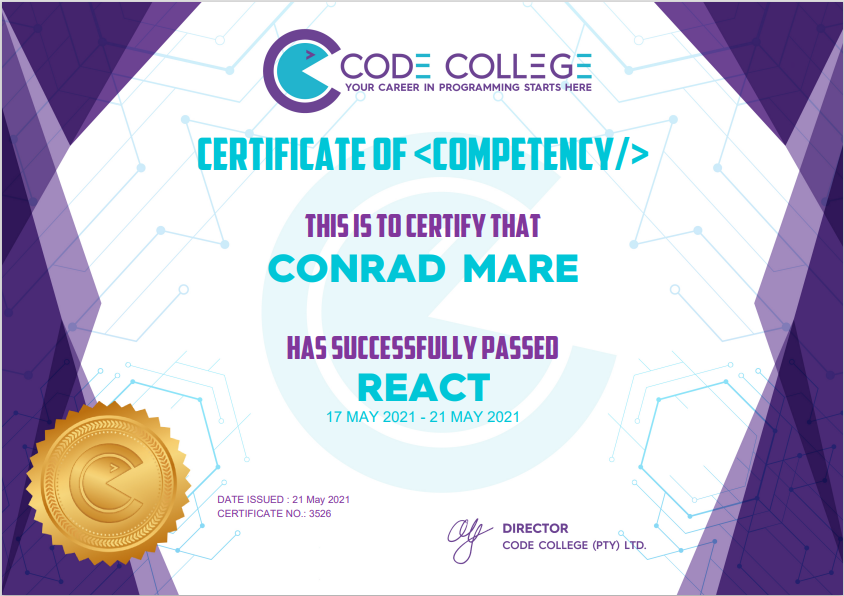 CODE COLLEGE
YOUR CAREER IN PROGRAMMING STARTS HERE
CERTIFICATE OF <COMPETENCY/>
THIS IS TO CERTIFY THAT
CONRAD MARE
HAS SUCCESSFULLY PASSED
REACT
17 MAY 2021 - 21 MAY 2021
DATE ISSUED : 21 May 2021
CERTIFICATE NO.: 3526
DIRECTOR
CODE COLLEGE (PTY) LTD.